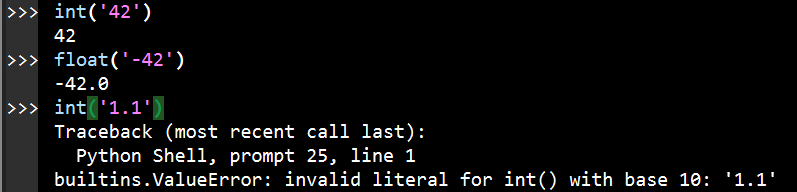 >>> int('42')
42
>>> float('-42')
-42.0
>>> int('1.1')
Traceback (most recent call last):
  Python Shell, prompt 25, line 1
builtins.ValueError: invalid literal for int() with base 10: '1.1'